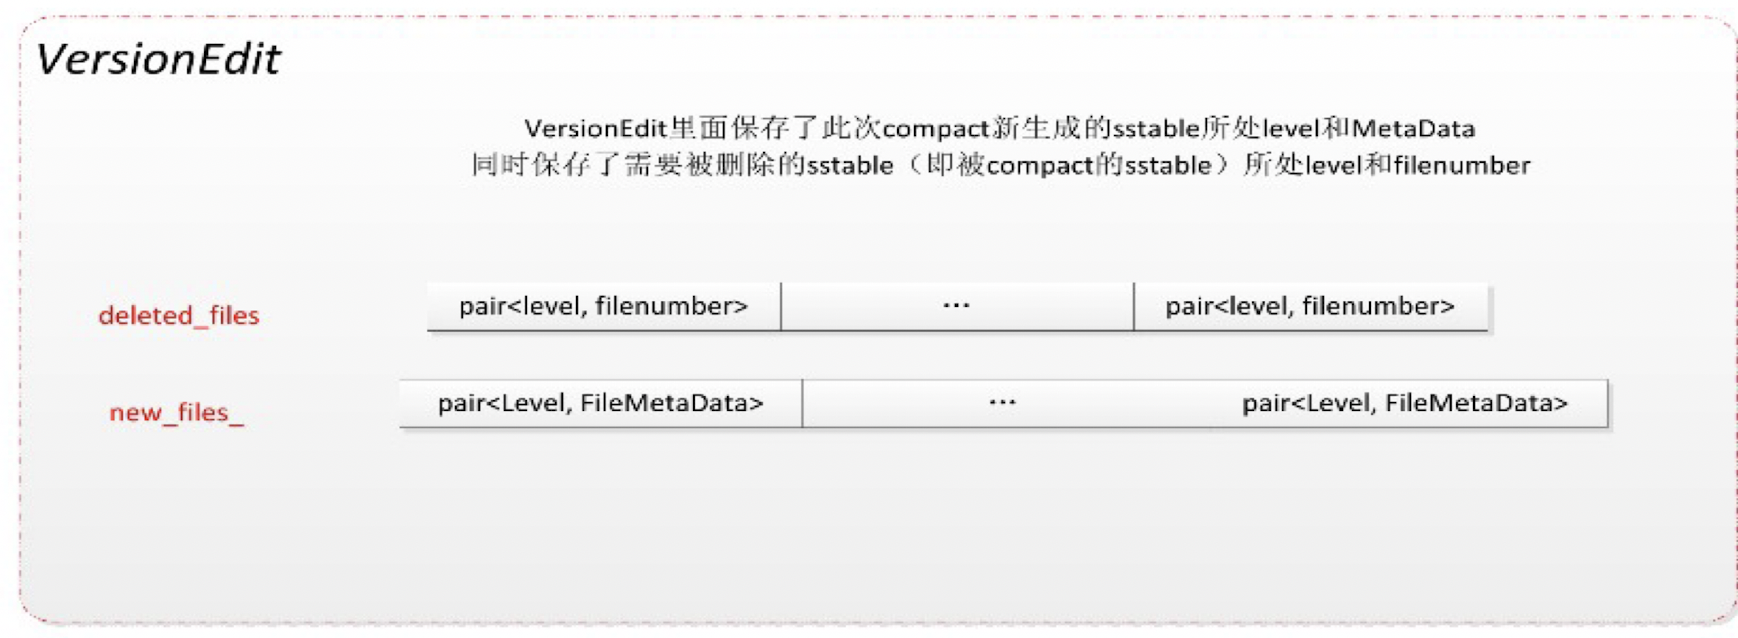 VersionEdit
VersionEdit里面保存了此次compact新生成的sstable所处level和MetaData
同时保存了需要被删除的sstable（即被compact的sstable）所处level和filenumber
deleted_files pair<level, filenumber> ... pair<level, filenumber>
new_files_ pair<Level, FileMetaData> ... pair<Level, FileMetaData>